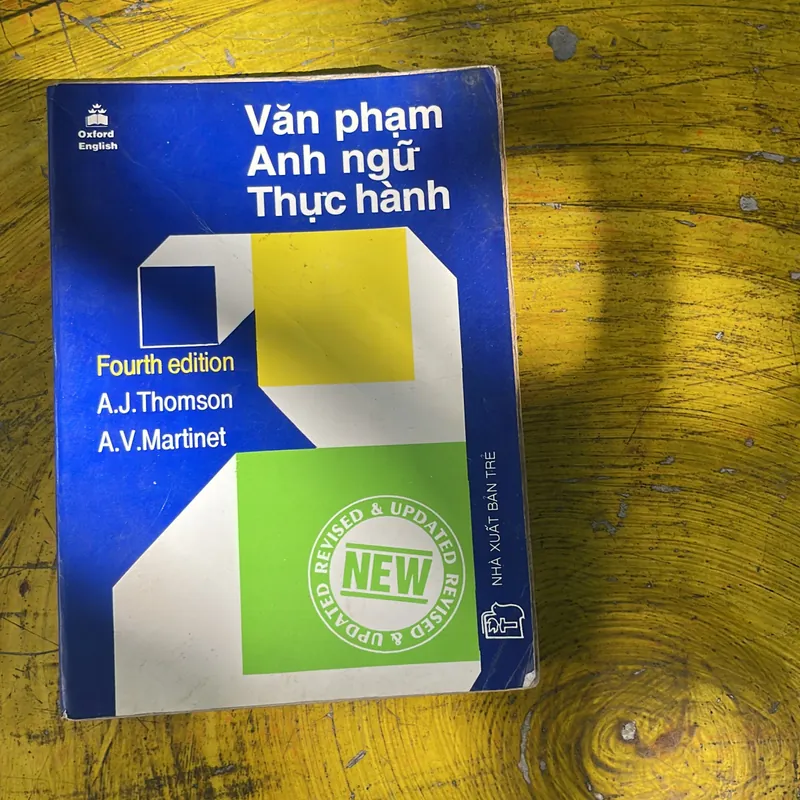 Oxford
English
Văn phạm
Anh ngữ
Thực hành
Fourth edition
A.J.Thomson
A.V.Martinet
REVISED & UPDATED REVISED & UPDATED
NEW
NHÀ XUẤT BẢN TRẺ